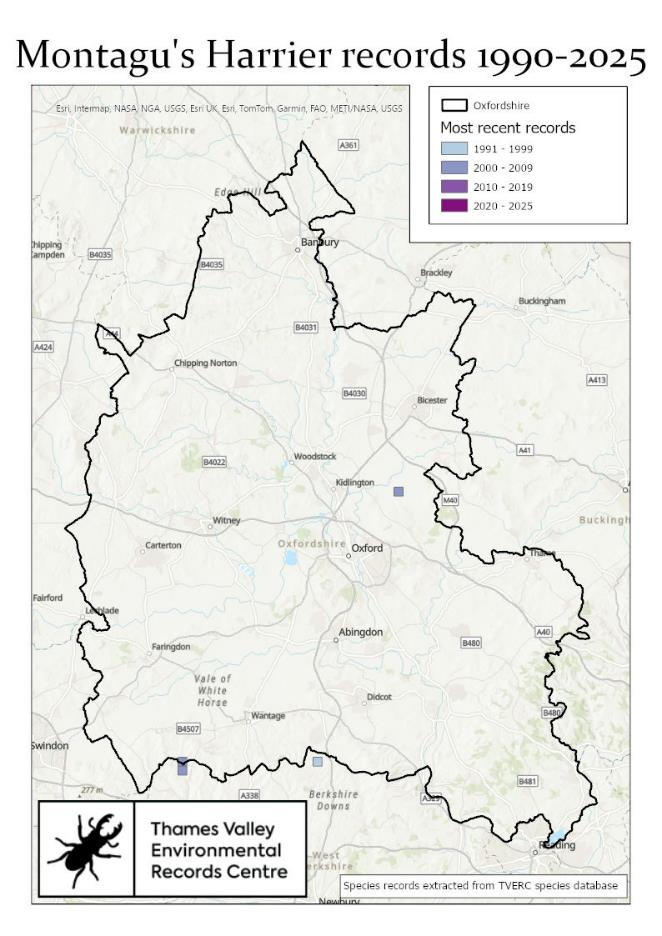 Montagu's Harrier records 1990-2025
Esri, Intermap, NASA, NGA, USGS, Esri UK, Esri, TomTom, Garmin, FAO, METI/NASA, USGS
Oxfordshire
Most recent records
1991 - 1999
2000 - 2009
2010 - 2019
2020 - 2025
Warwickshire
A361
Edge Hill
Banbury
Chipping
Campden
B4035
B4035
Brackley
Buckingham
B4031
A44
A424
Chipping Norton
A413
B4030
Bicester
A41
Woodstock
B4022
Kidlington
M40
Witney
Buckingh
Oxfordshire
Oxford
Carterton
Thame
Fairford
Lechlade
A40
Abingdon
B480
Faringdon
Vale of
White
Horse
Didcot
Wantage
B480
B4507
Swindon
B481
277 m
A338
Berkshire
Downs
A329
Reading
West
erkshire
Newbury
Thames Valley
Environmental
Records Centre
Species records extracted from TVERC species database